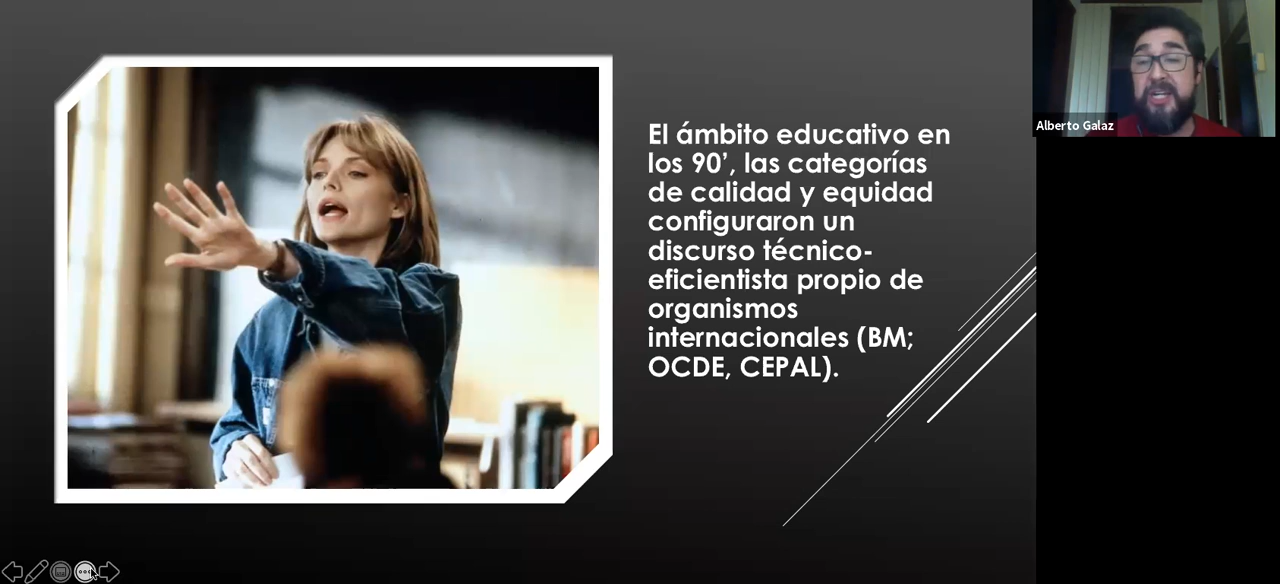 El ámbito educativo en
los 90’, las categorías
de calidad y equidad
configuraron un
discurso técnico-
eficientista propio de
organismos
internacionales (BM;
OCDE, CEPAL).
Alberto Galaz